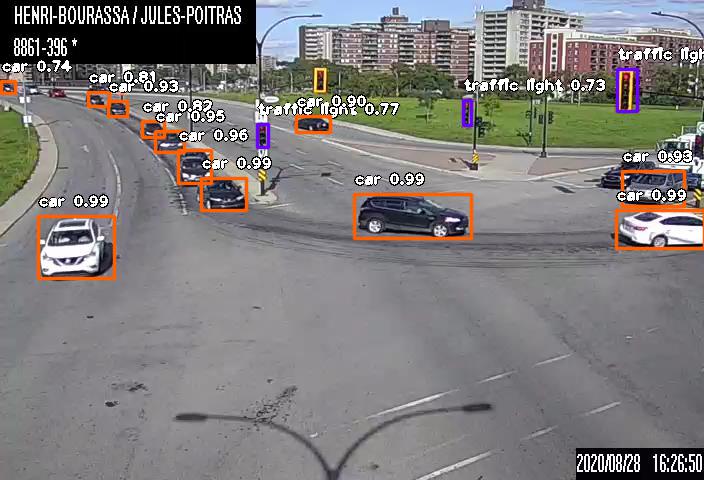 HENRI-BOURASSA / JULES-POITRAS
8861-396 *
traffic ligh
car 0.74
car 0.81
car 0.93
traffic light 0.73
car 0.90
traffic light 0.77
car 0.82
car 0.95
car 0.96
car 0.93
car 0.99
car 0.99
car 0.99
car 0.99
2020/08/28 16:26:50